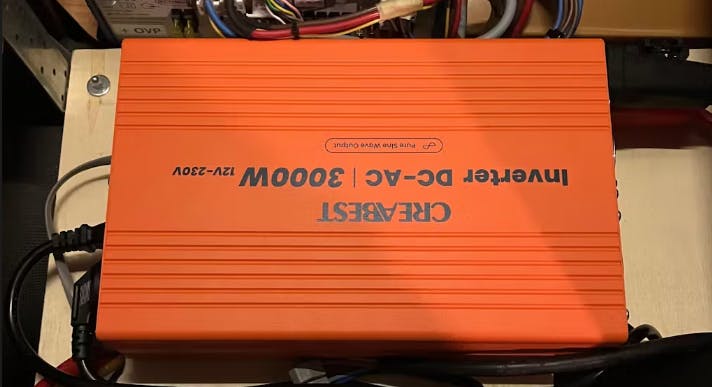 CREABEST
Inverter DC-AC | 3000W 12V-230V
Pure Sine Wave Output
+ OVP